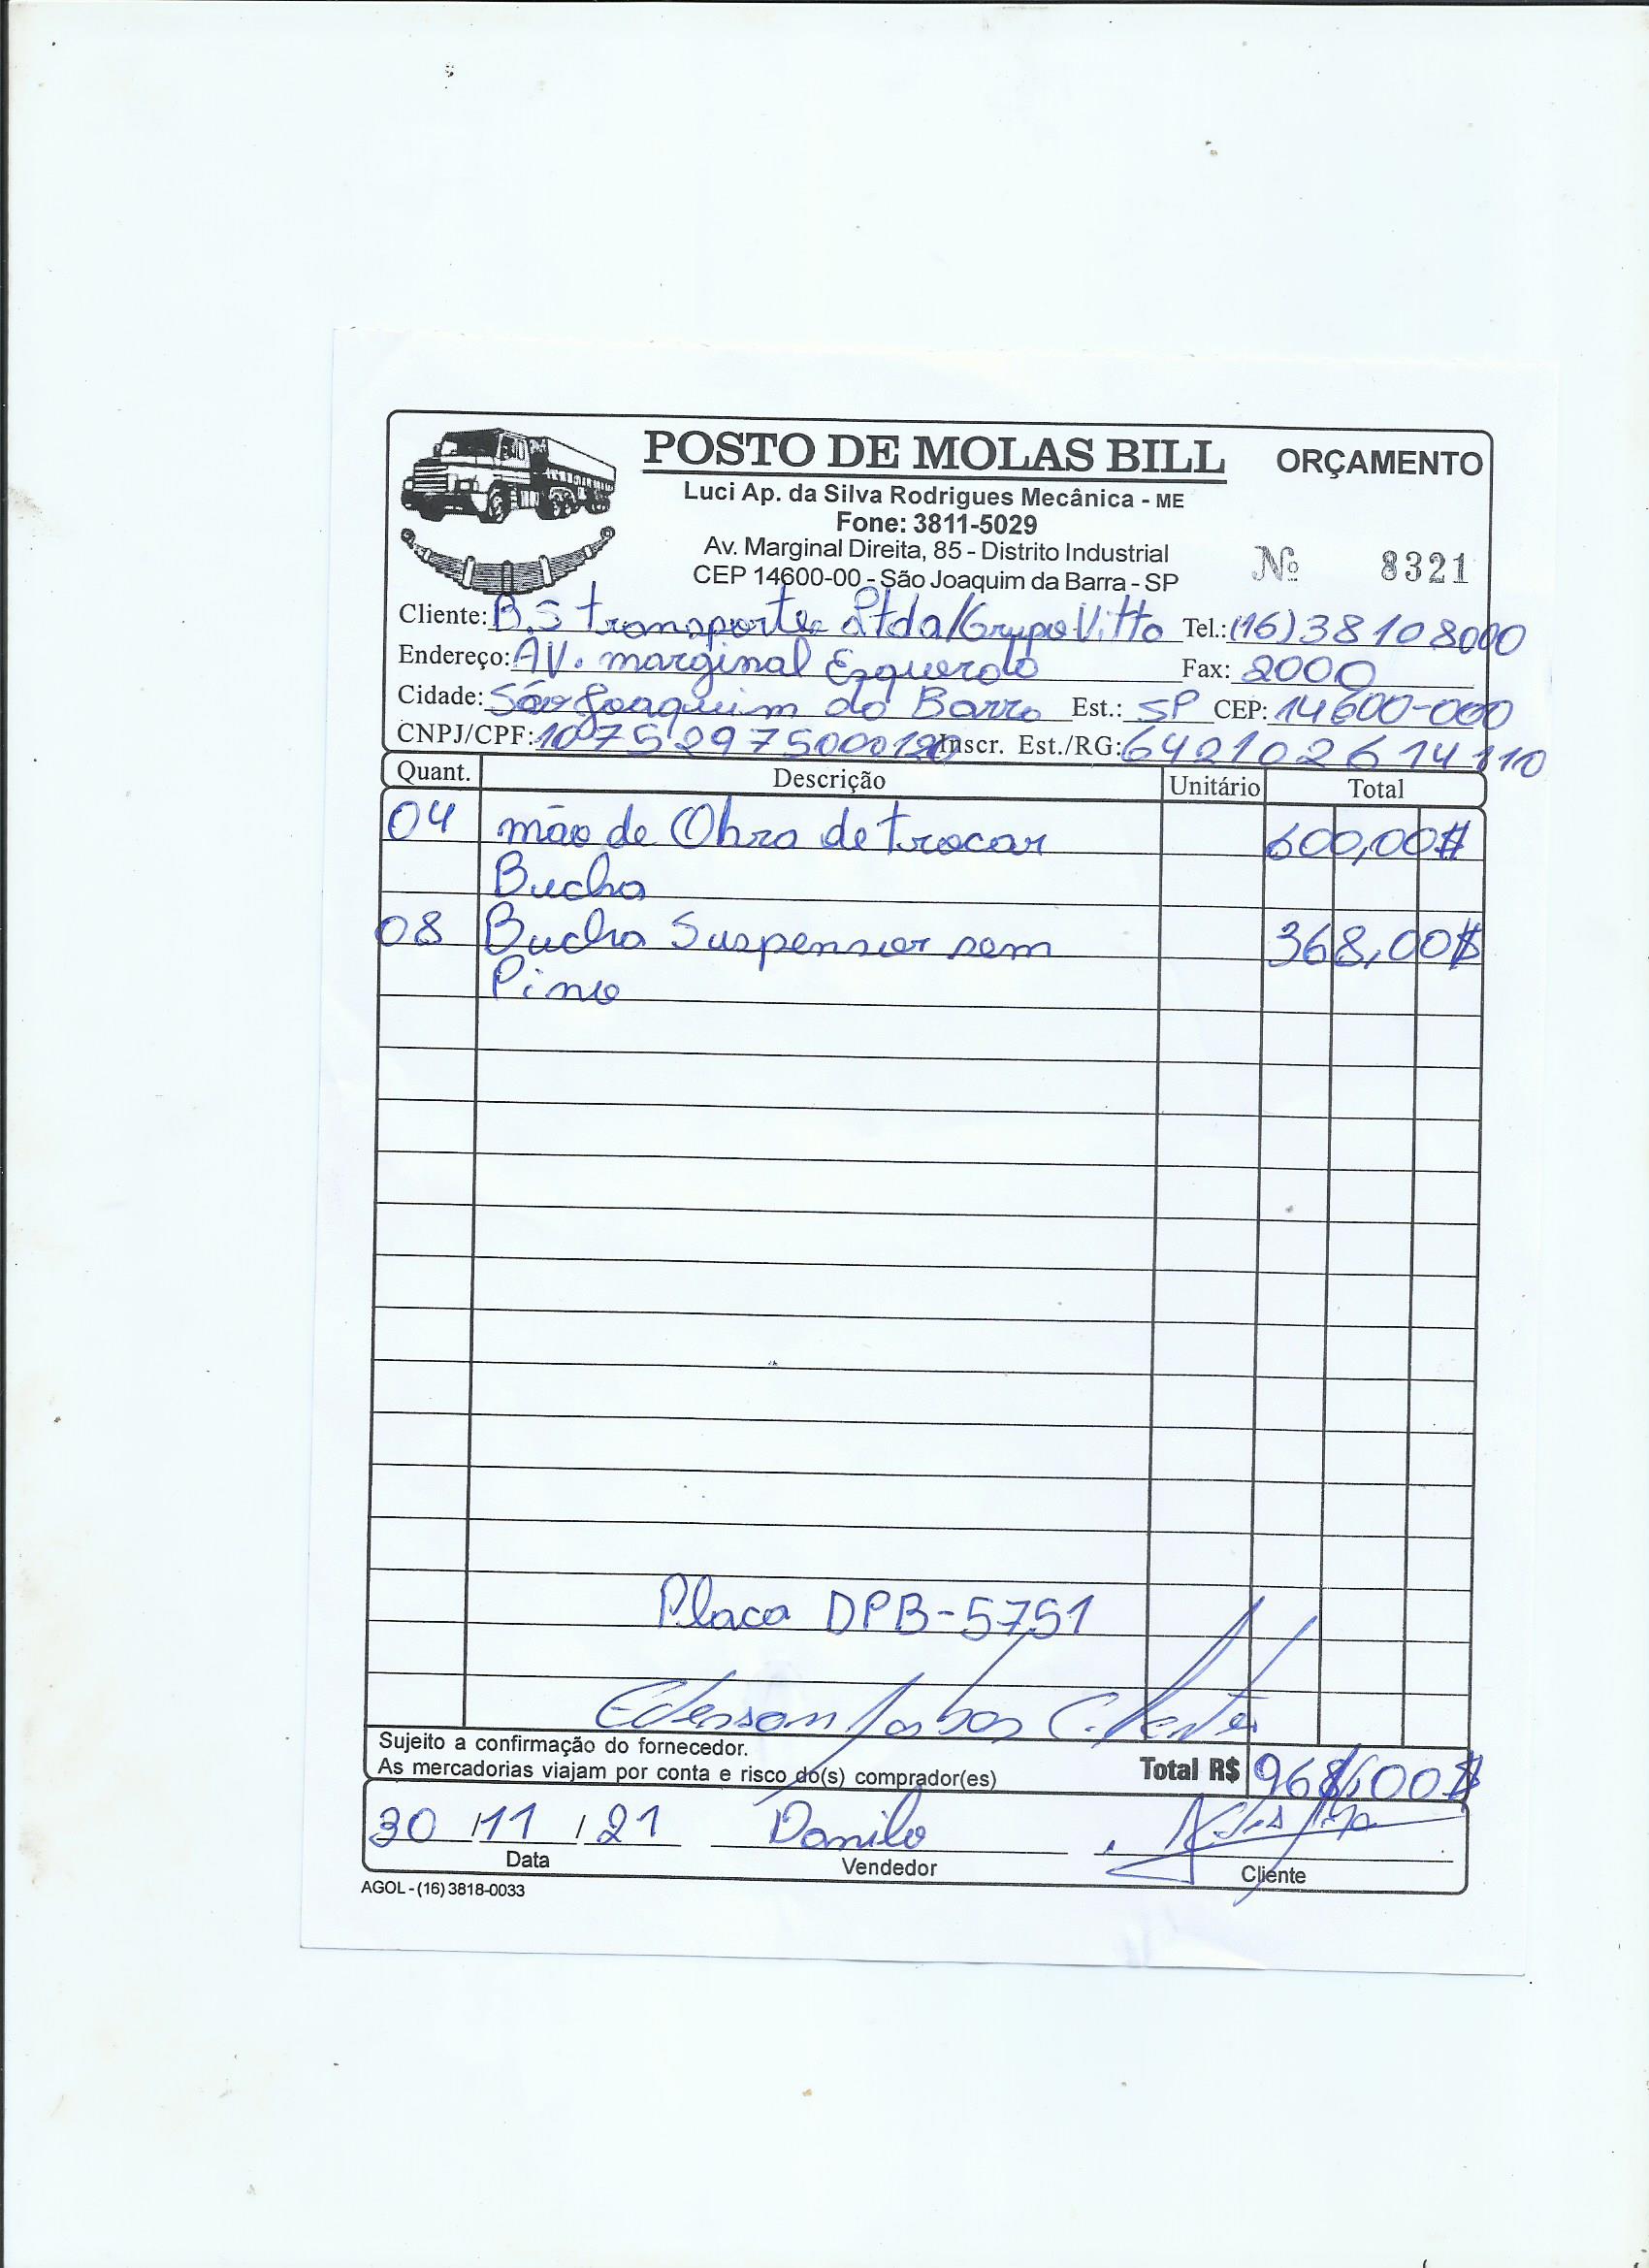 POSTO DE MOLAS BILL
ORÇAMENTO
Luci Ap. da Silva Rodrigues Mecânica - ME
Fone: 3811-5029
Av. Marginal Direita, 85 - Distrito Industrial
CEP 14600-00 - São Joaquim da Barra - SP
Nº 8321
Cliente: B.S transportes Ltda/Grupo Vitto Tel.: (16) 38108000
Endereço: AV. marginal Esquerda Fax: 2000
Cidade: São Joaquim da Barra Est.: SP CEP: 14600-000
CNPJ/CPF: 10752975000120 Inscr. Est./RG: 642102614110
Quant. Descrição Unitário Total
04 mão de Obra de trocar 600,00#
Bucha
08 Bucha Suspensor sem 368,00$
Pino
Placa DPB-5751
Sujeito a confirmação do fornecedor.
As mercadorias viajam por conta e risco do(s) comprador(es)
Total R$ 968,00#
30 / 11 / 21 Danilo
Data Vendedor Cliente
AGOL - (16) 3818-0033